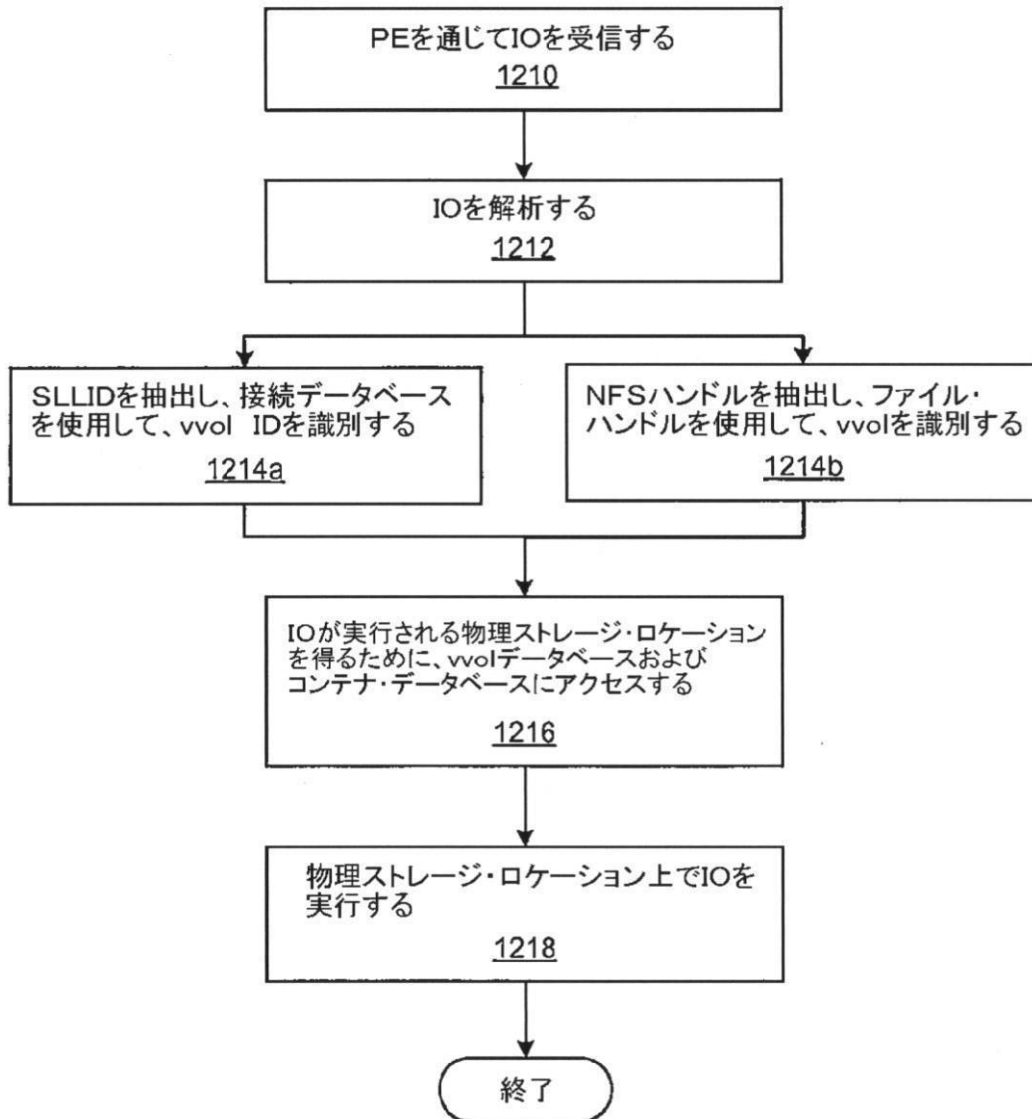 PEを通じてIOを受信する
1210
IOを解析する
1212
SLLIDを抽出し、接続データベース
を使用して、vvol IDを識別する
1214a
NFSハンドルを抽出し、ファイル・
ハンドルを使用して、vvolを識別する
1214b
IOが実行される物理ストレージ・ロケーション
を得るために、vvolデータベースおよび
コンテナ・データベースにアクセスする
1216
物理ストレージ・ロケーション上でIOを
実行する
1218
終了